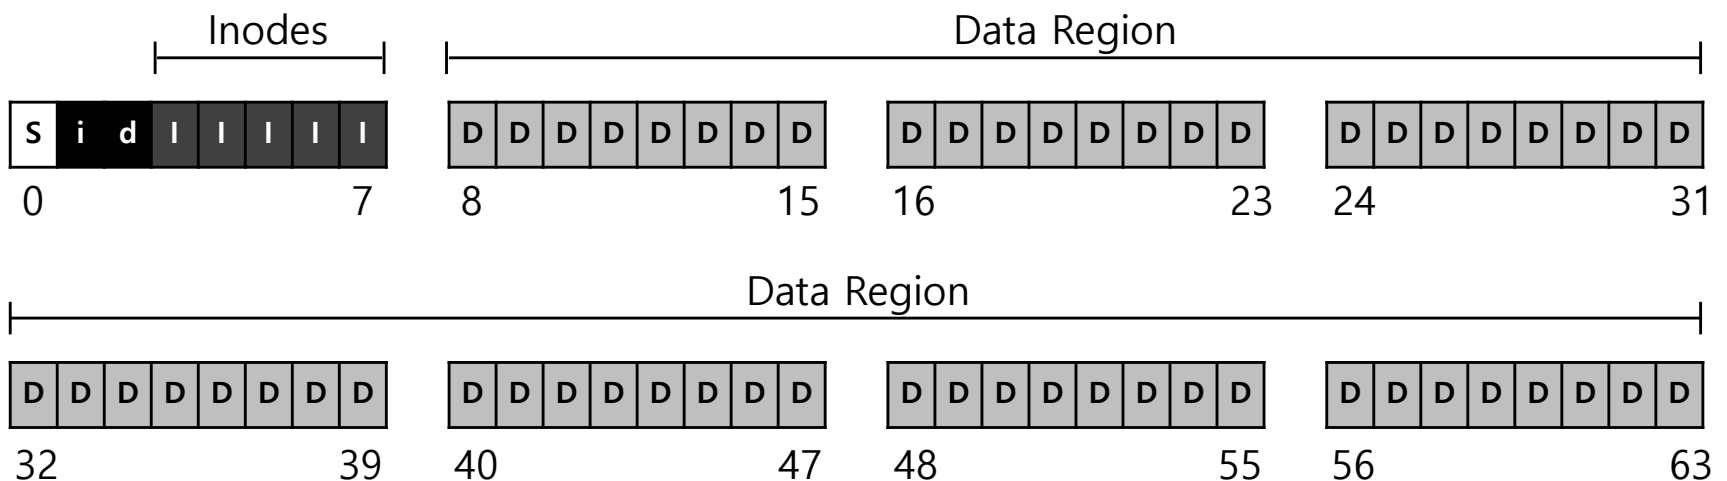 Inodes Data Region
S i d I I I I I D D D D D D D D D D D D D D D D D D D D D D D D
0 7 8 15 16 23 24 31
Data Region
D D D D D D D D D D D D D D D D D D D D D D D D D D D D D D D D
32 39 40 47 48 55 56 63